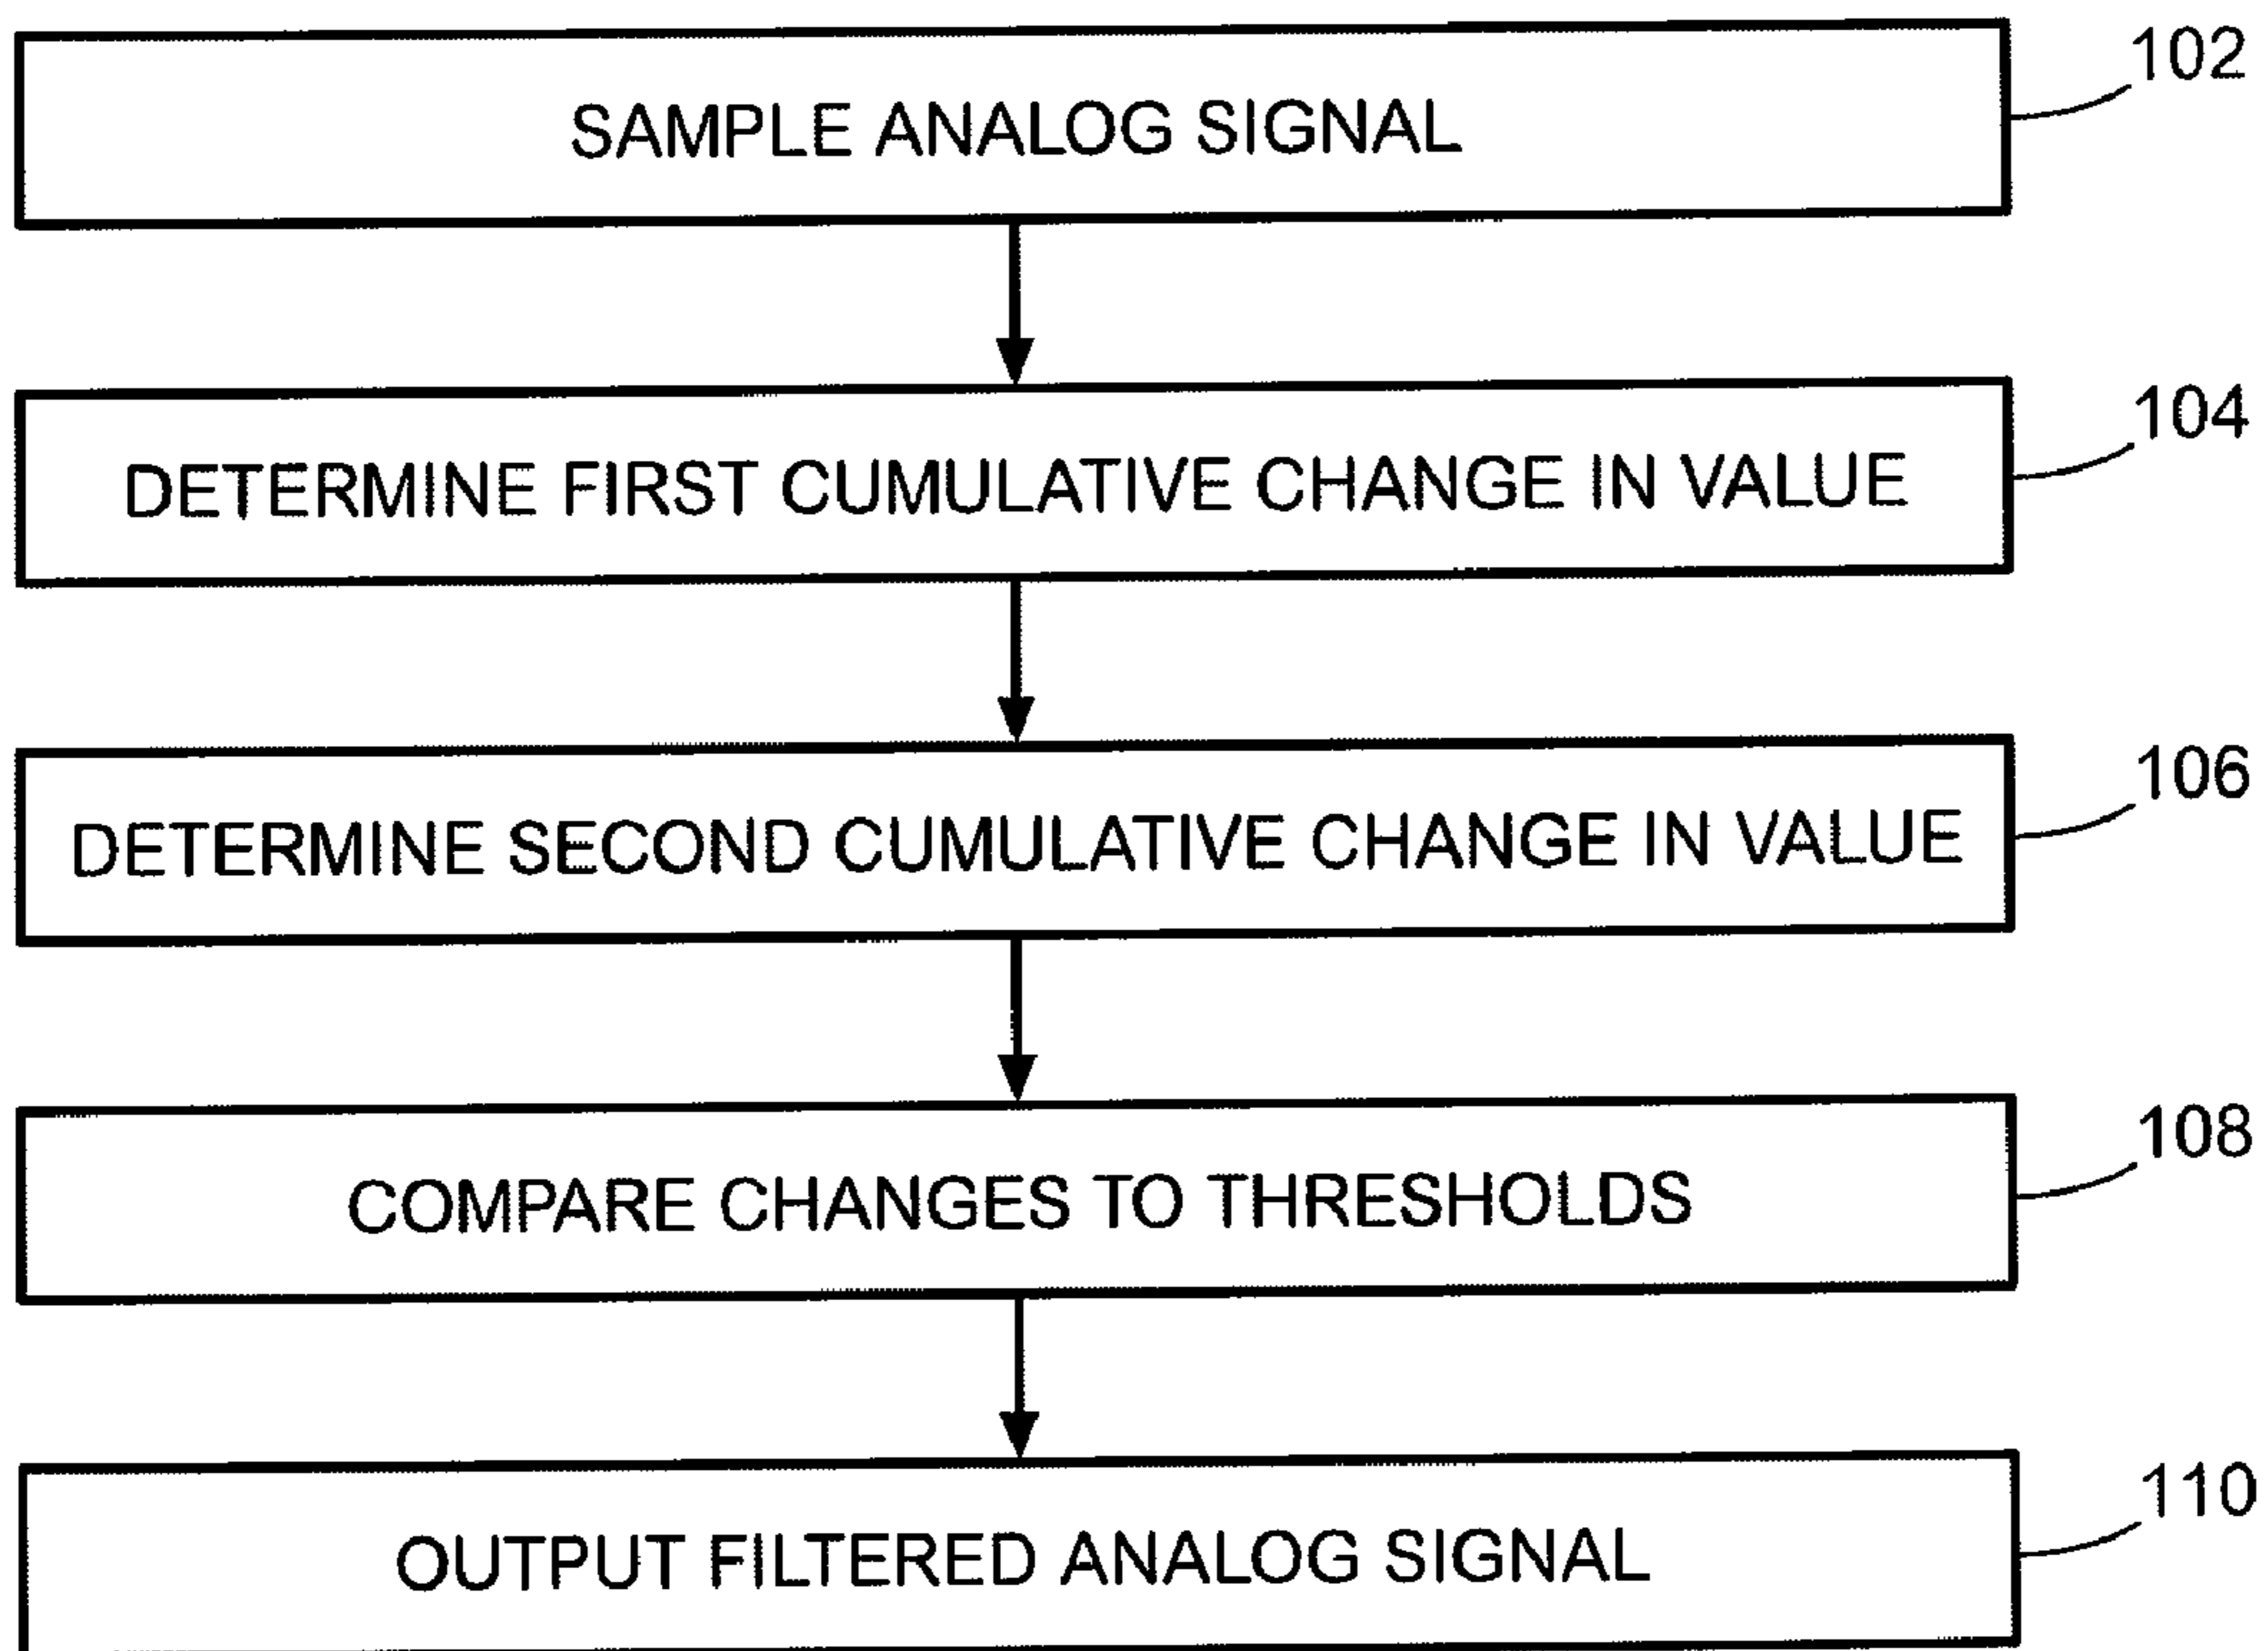 102
SAMPLE ANALOG SIGNAL
104
DETERMINE FIRST CUMULATIVE CHANGE IN VALUE
106
DETERMINE SECOND CUMULATIVE CHANGE IN VALUE
108
COMPARE CHANGES TO THRESHOLDS
110
OUTPUT FILTERED ANALOG SIGNAL